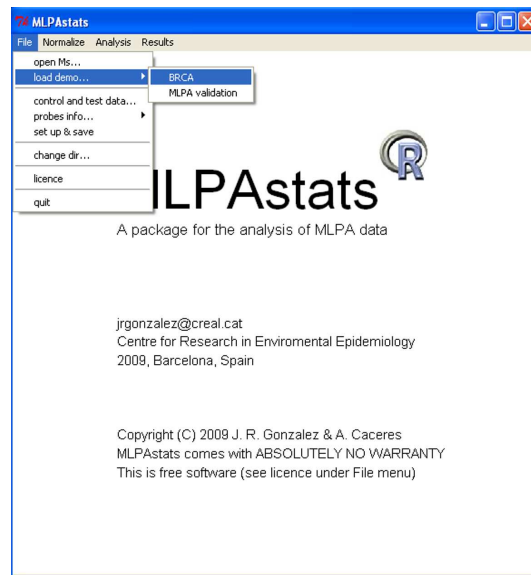 MLPAstats
File Normalize Analysis Results
open Ms...
load demo...
BRCA
MLPA validation
control and test data...
probes info...
set up & save
change dir...
licence
quit
R
MLPAstats
A package for the analysis of MLPA data
jrgonzalez@creal.cat
Centre for Research in Enviromental Epidemiology
2009, Barcelona, Spain
Copyright (C) 2009 J. R. Gonzalez & A. Caceres
MLPAstats comes with ABSOLUTELY NO WARRANTY
This is free software (see licence under File menu)